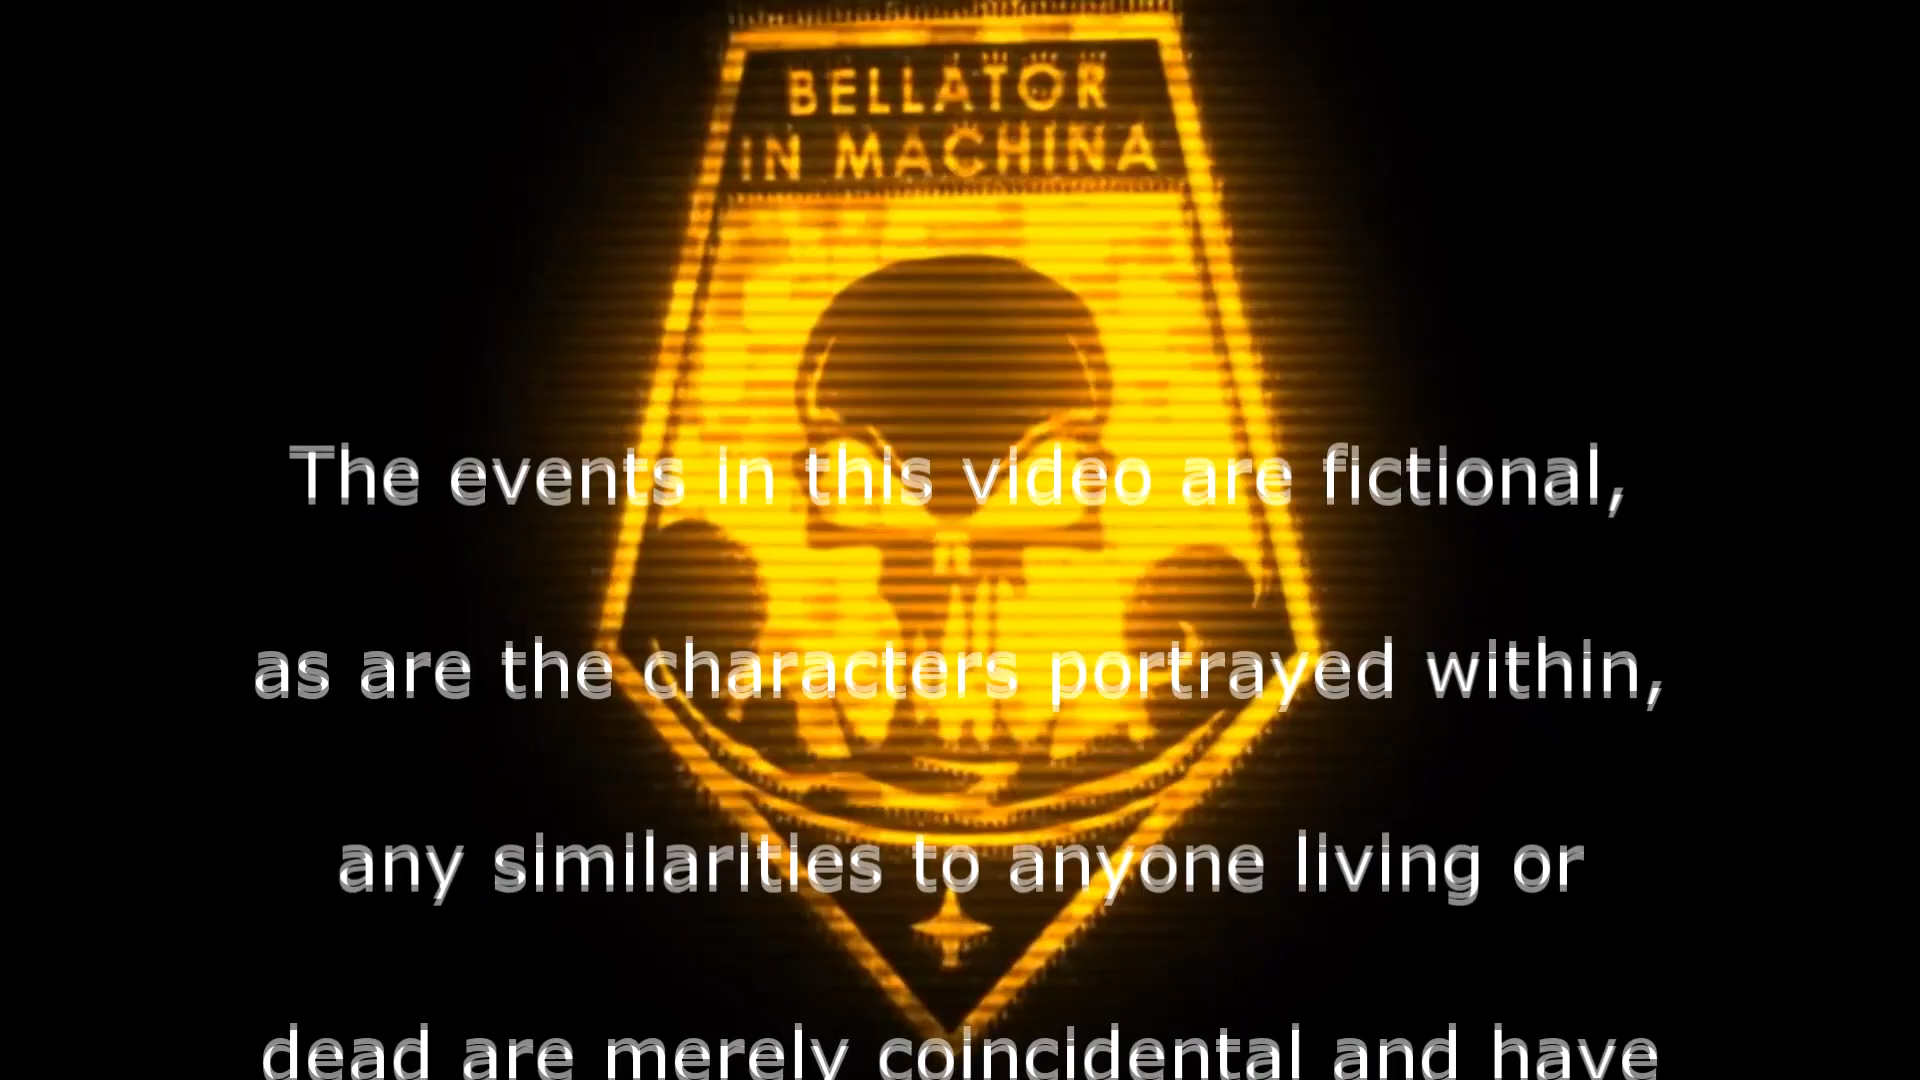 BELLATOR
IN MACHINA
The events in this video are fictional,
as are the characters portrayed within,
any similarities to anyone living or
dead are merely coincidental and have